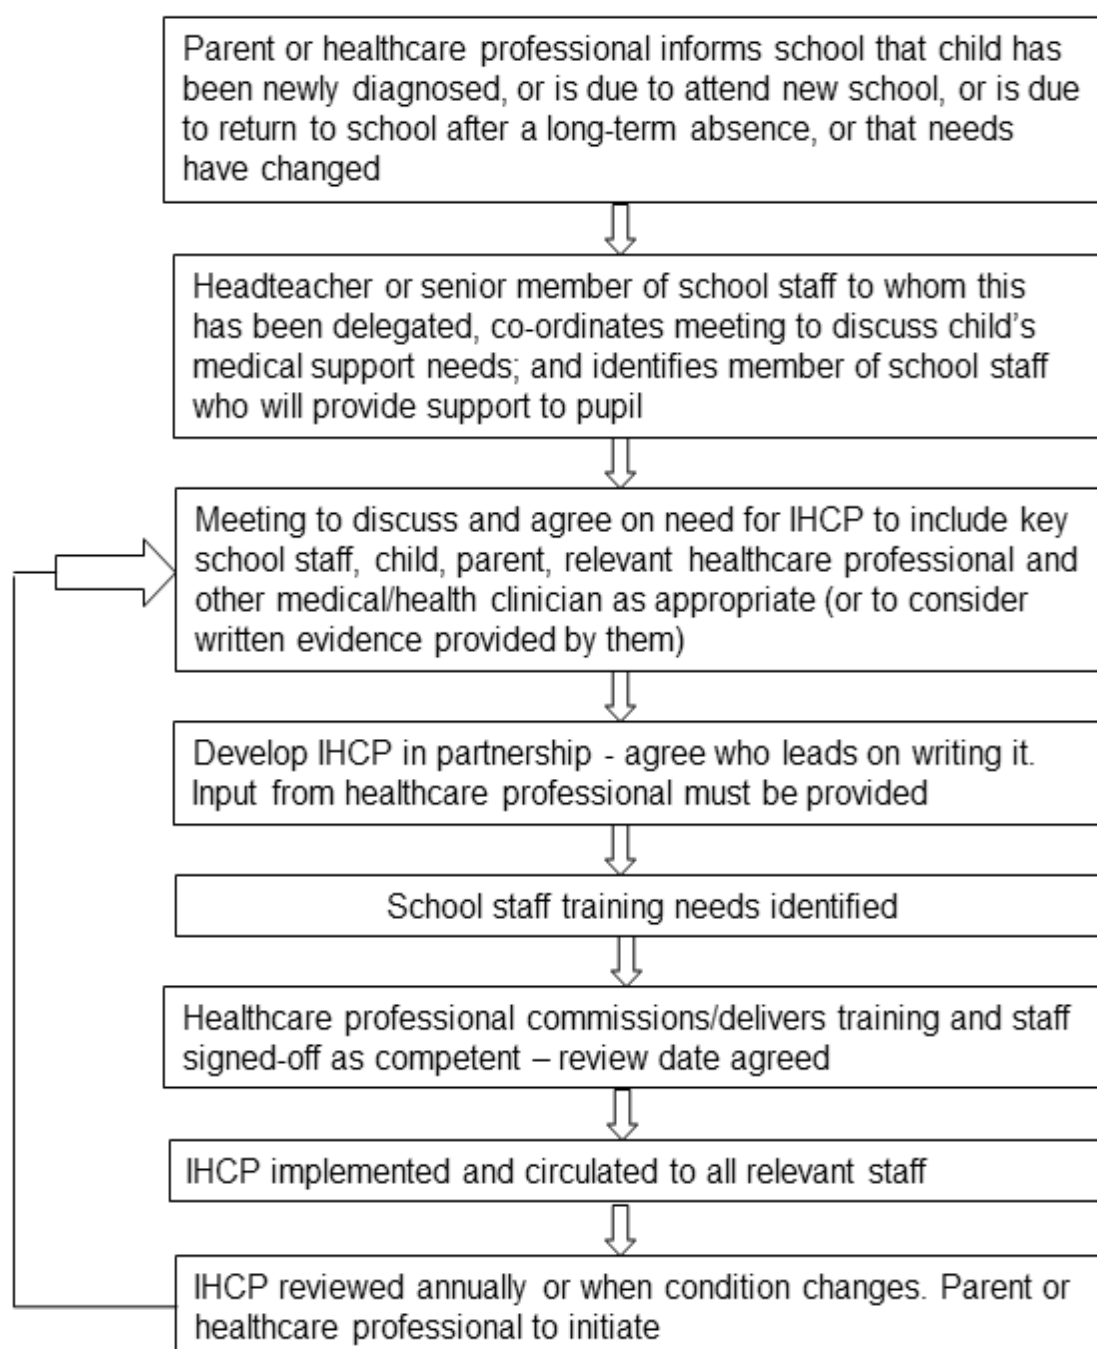 Parent or healthcare professional informs school that child has
been newly diagnosed, or is due to attend new school, or is due
to return to school after a long-term absence, or that needs
have changed
Headteacher or senior member of school staff to whom this
has been delegated, co-ordinates meeting to discuss child’s
medical support needs; and identifies member of school staff
who will provide support to pupil
Meeting to discuss and agree on need for IHCP to include key
school staff, child, parent, relevant healthcare professional and
other medical/health clinician as appropriate (or to consider
written evidence provided by them)
Develop IHCP in partnership - agree who leads on writing it.
Input from healthcare professional must be provided
School staff training needs identified
Healthcare professional commissions/delivers training and staff
signed-off as competent – review date agreed
IHCP implemented and circulated to all relevant staff
IHCP reviewed annually or when condition changes. Parent or
healthcare professional to initiate